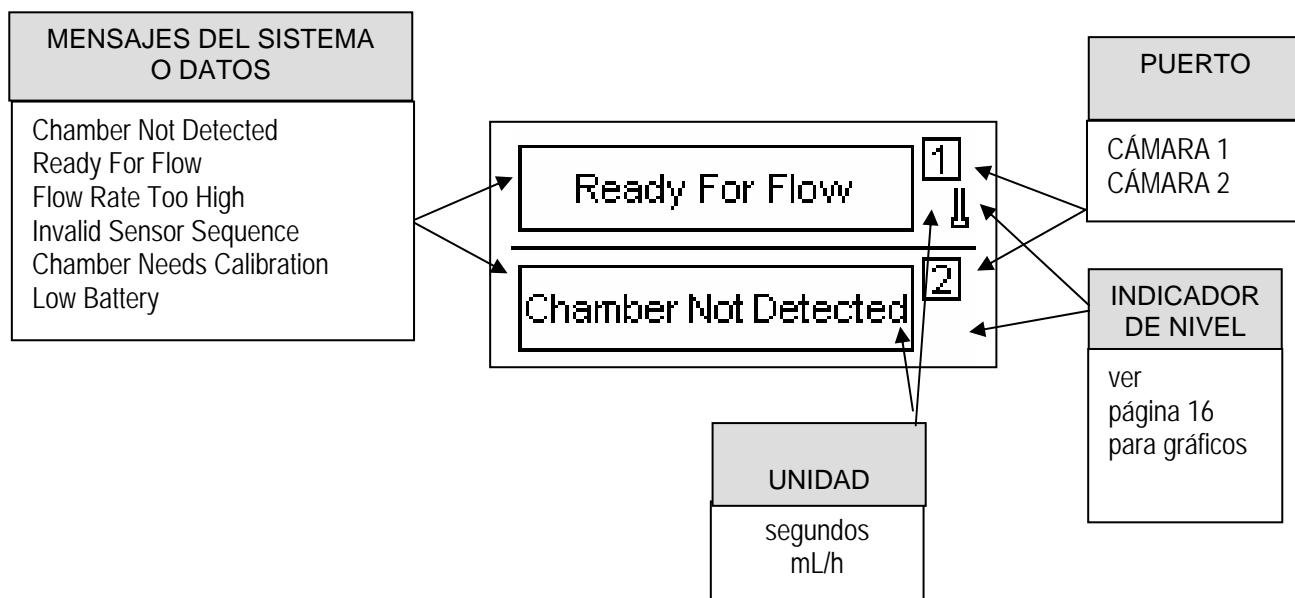 MENSAJES DEL SISTEMA
O DATOS
Chamber Not Detected
Ready For Flow
Flow Rate Too High
Invalid Sensor Sequence
Chamber Needs Calibration
Low Battery
Ready For Flow
1
Chamber Not Detected
2
PUERTO
CÁMARA 1
CÁMARA 2
INDICADOR
DE NIVEL
ver
página 16
para gráficos
UNIDAD
segundos
mL/h